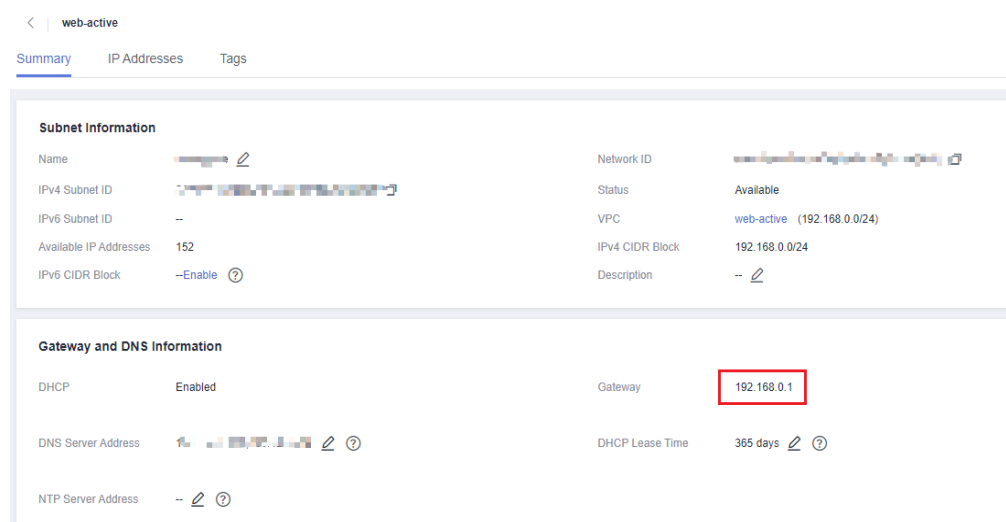 web-active
Summary IP Addresses Tags
Subnet Information
Name Network ID
IPv4 Subnet ID Status Available
IPv6 Subnet ID -- VPC web-active (192.168.0.0/24)
Available IP Addresses 152 IPv4 CIDR Block 192.168.0.0/24
IPv6 CIDR Block --Enable ? Description --
Gateway and DNS Information
DHCP Enabled Gateway 192.168.0.1
DNS Server Address ? DHCP Lease Time 365 days ?
NTP Server Address -- ?